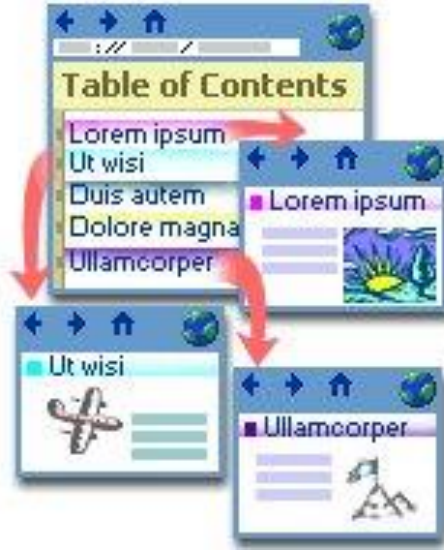 ://    /
Table of Contents
Lorem ipsum
Ut wisi
Duis autem
Dolore magna
Ullamcorper
Lorem ipsum
Ut wisi
Ullamcorper